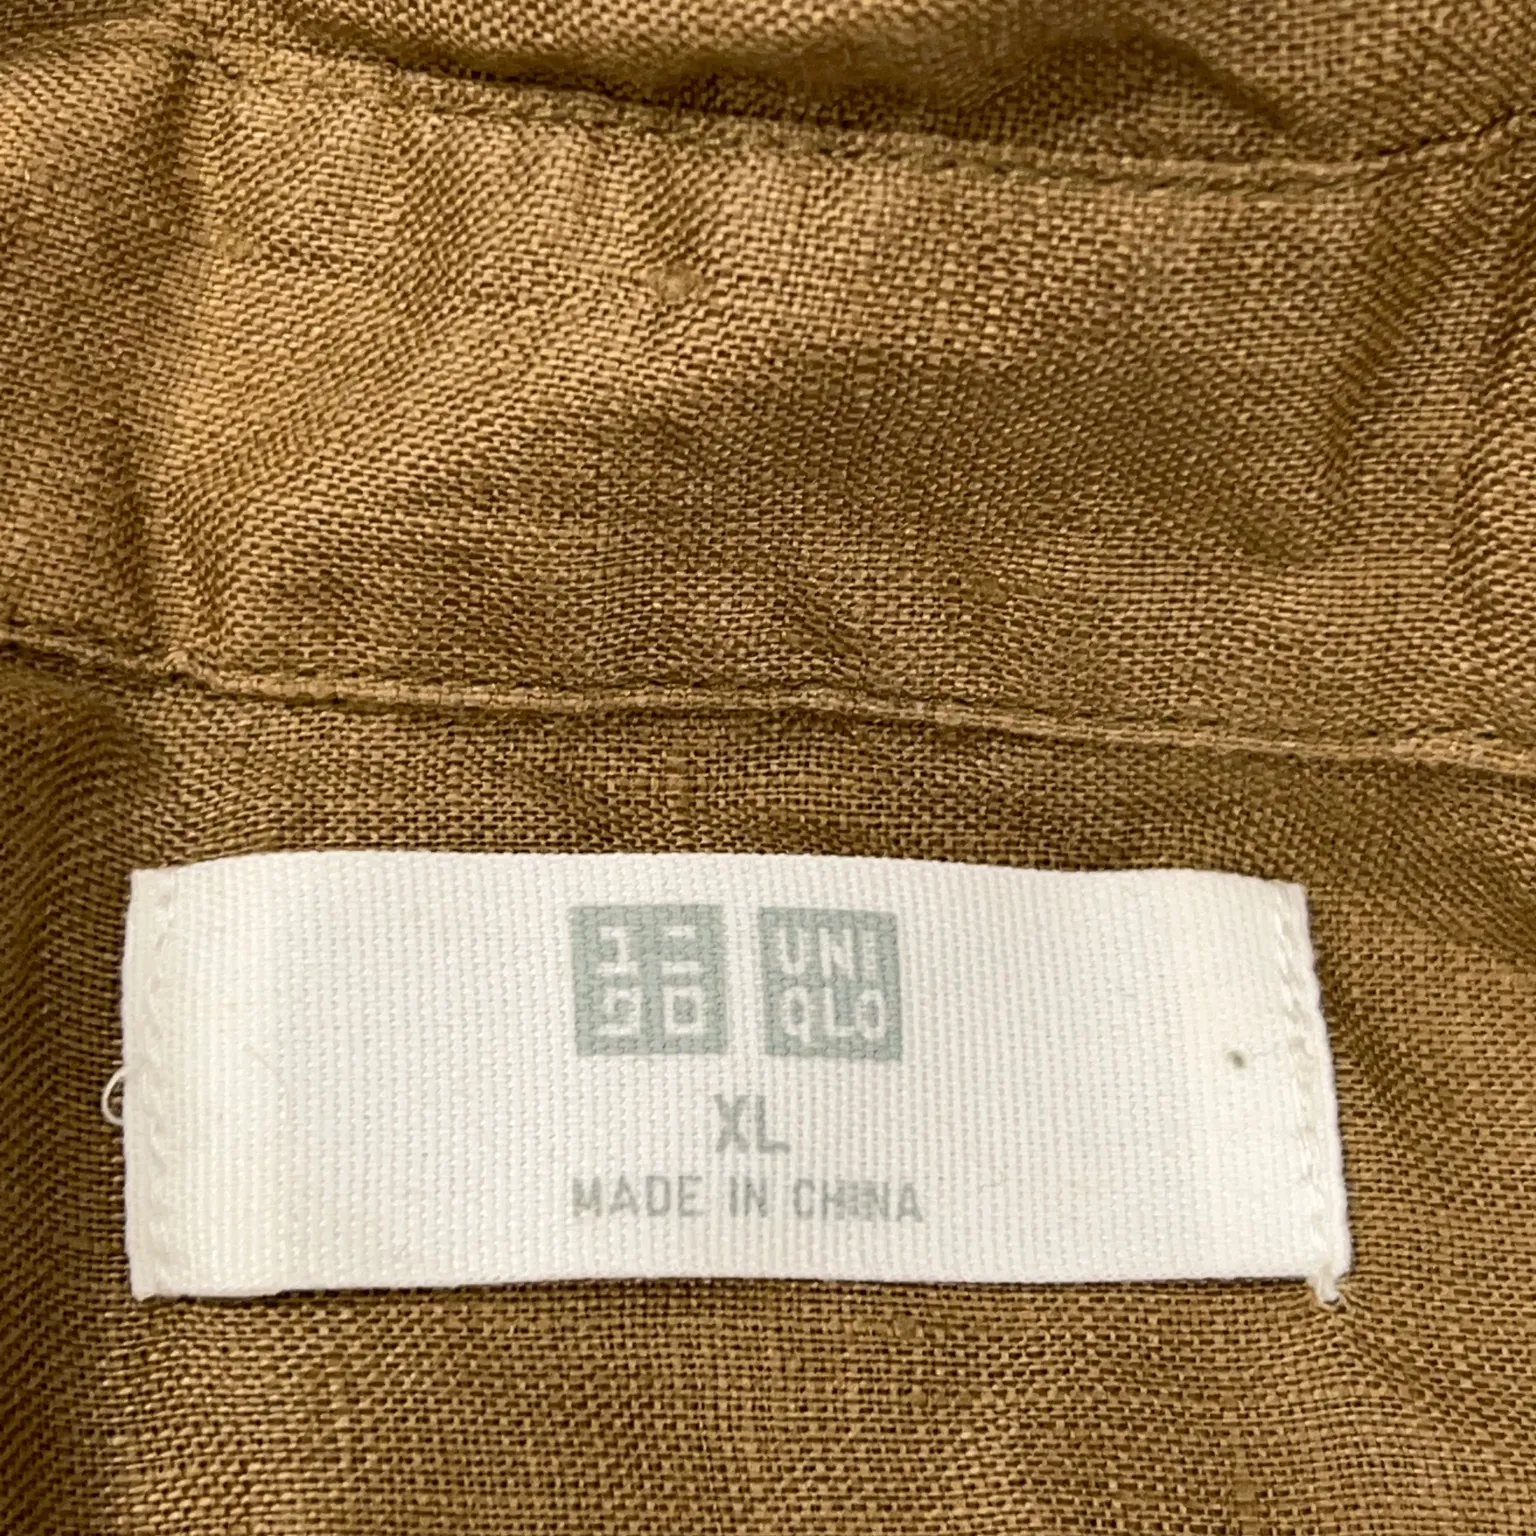 ユニ
クロ
UNI
QLO
XL
MADE IN CHINA